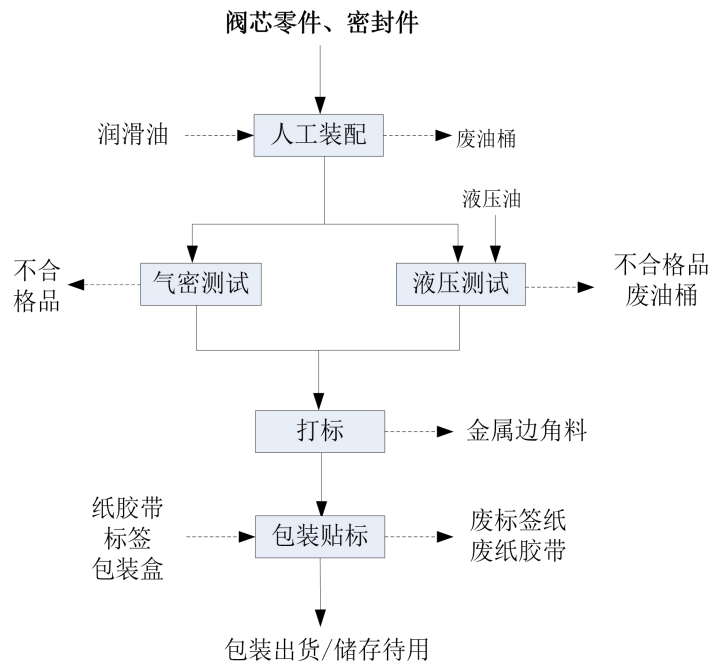 阀芯零件、密封件
润滑油
人工装配
废油桶
液压油
不合
格品
气密测试
液压测试
不合格品
废油桶
打标
金属边角料
纸胶带
标签
包装盒
包装贴标
废标签纸
废纸胶带
包装出货/储存待用